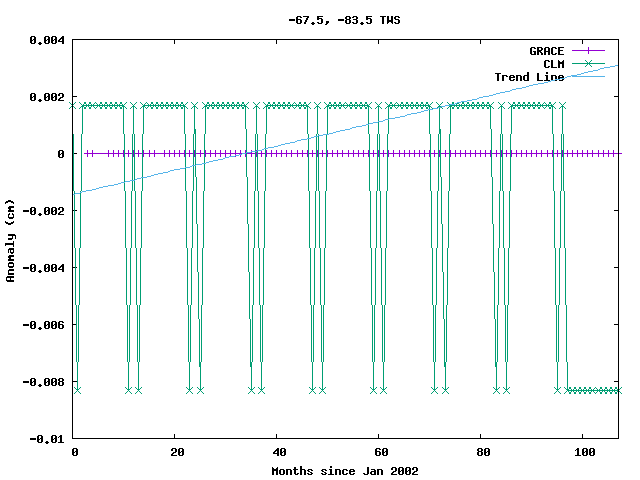 -67.5, -83.5 TWS
0.004
0.002
0
-0.002
-0.004
-0.006
-0.008
-0.01
Anomaly (cm)
GRACE
CLM
Trend Line
0 20 40 60 80 100
Months since Jan 2002